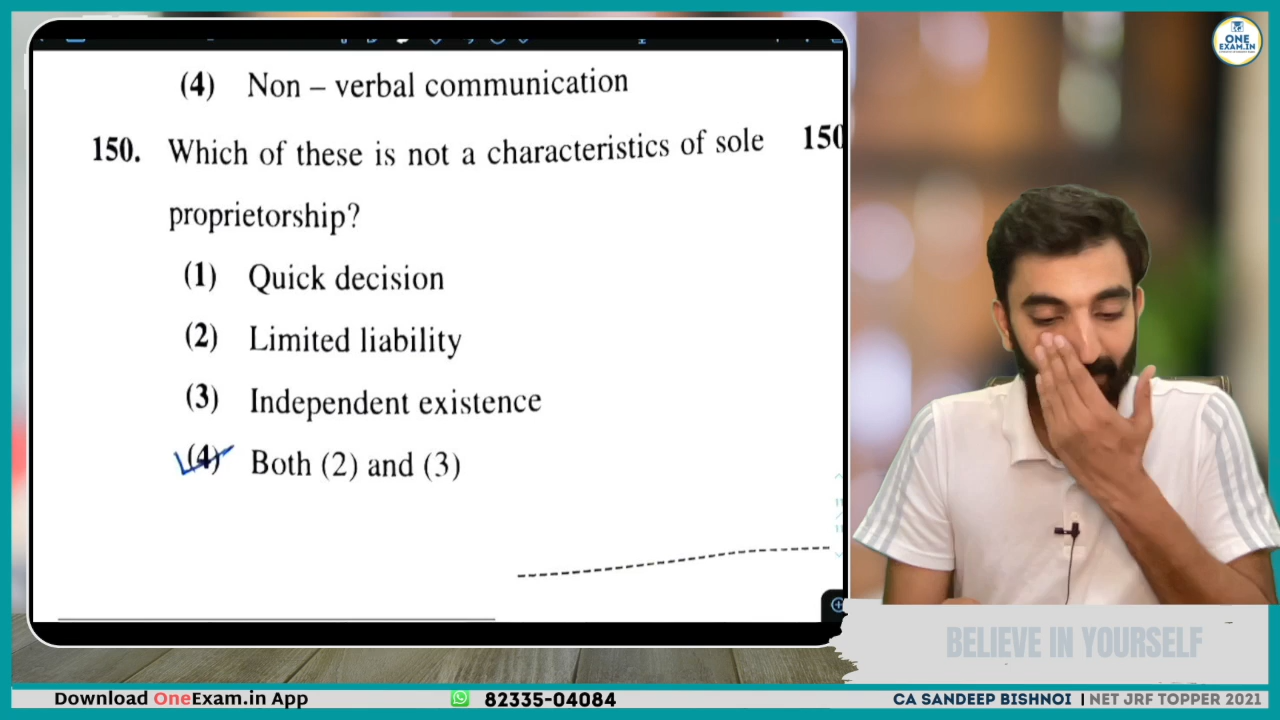 ONE
EXAM.IN
(4) Non – verbal communication
150. Which of these is not a characteristics of sole 150
proprietorship?
(1) Quick decision
(2) Limited liability
(3) Independent existence
(4) Both (2) and (3)
BELIEVE IN YOURSELF
Download OneExam.in App 82335-04084 CA SANDEEP BISHNOI | NET JRF TOPPER 2021